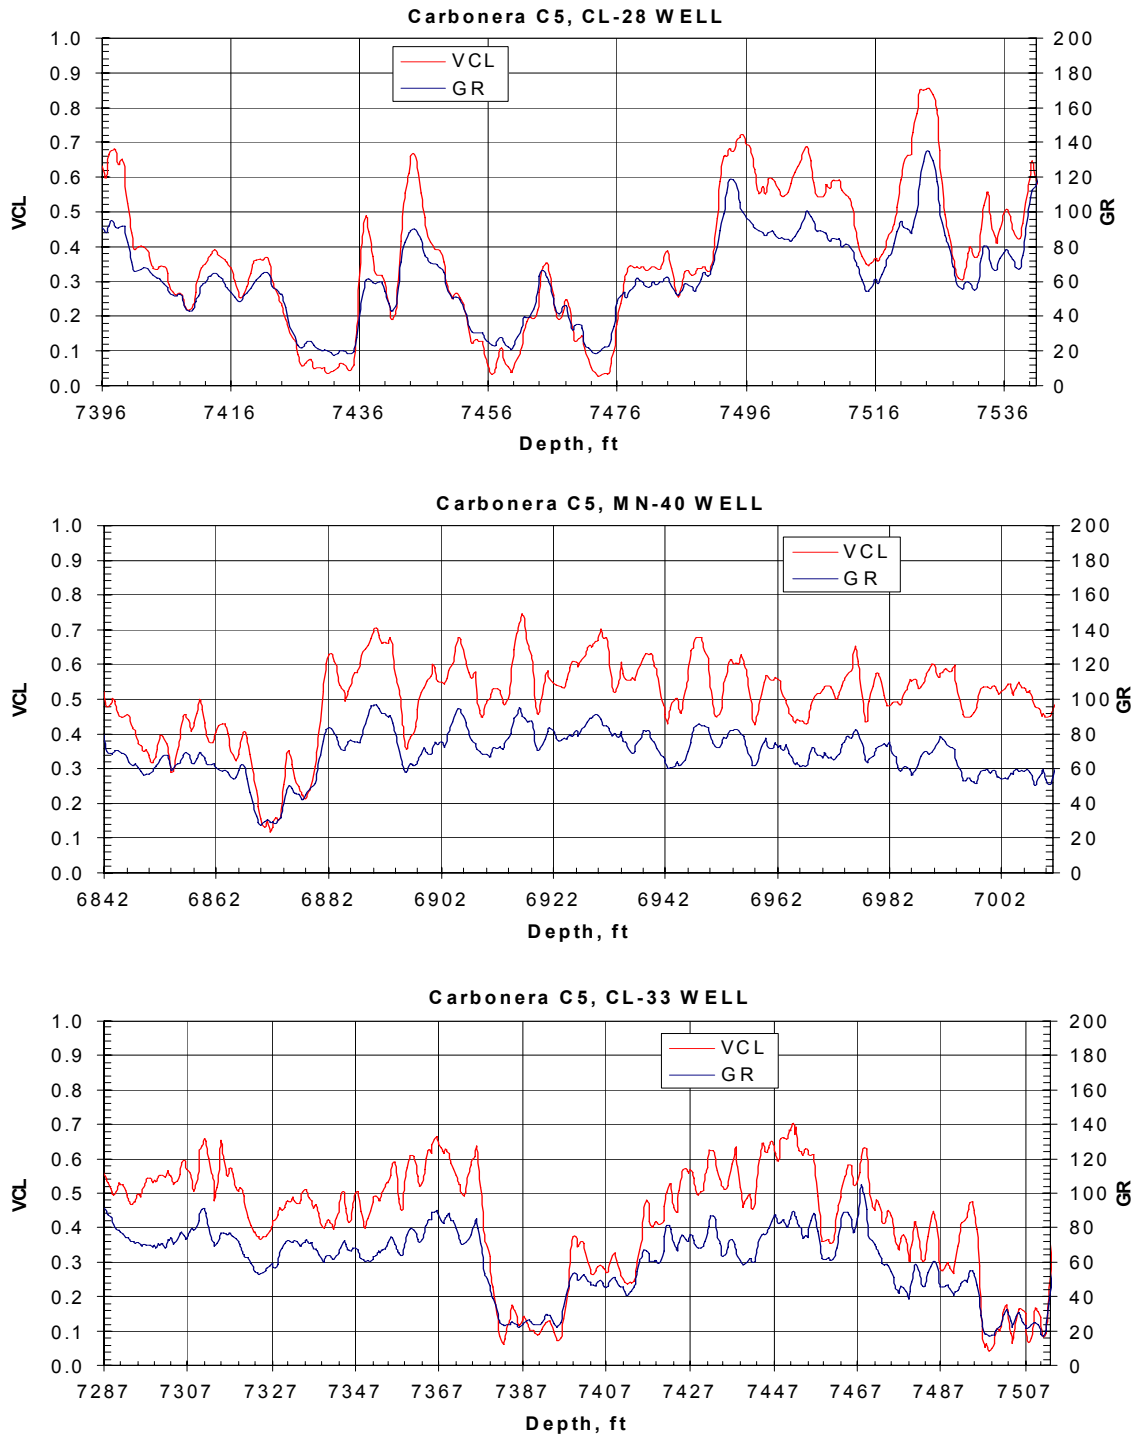 Carbonera C5, CL-28 WELL
1.0 200
0.9 180
0.8 160
0.7 140
0.6 120
0.5 100
0.4 80
0.3 60
0.2 40
0.1 20
0.0 0
VCL
GR
VCL
GR
7396 7416 7436 7456 7476 7496 7516 7536
Depth, ft
Carbonera C5, MN-40 WELL
1.0 200
0.9 180
0.8 160
0.7 140
0.6 120
0.5 100
0.4 80
0.3 60
0.2 40
0.1 20
0.0 0
VCL
GR
VCL
GR
6842 6862 6882 6902 6922 6942 6962 6982 7002
Depth, ft
Carbonera C5, CL-33 WELL
1.0 200
0.9 180
0.8 160
0.7 140
0.6 120
0.5 100
0.4 80
0.3 60
0.2 40
0.1 20
0.0 0
VCL
GR
VCL
GR
7287 7307 7327 7347 7367 7387 7407 7427 7447 7467 7487 7507
Depth, ft